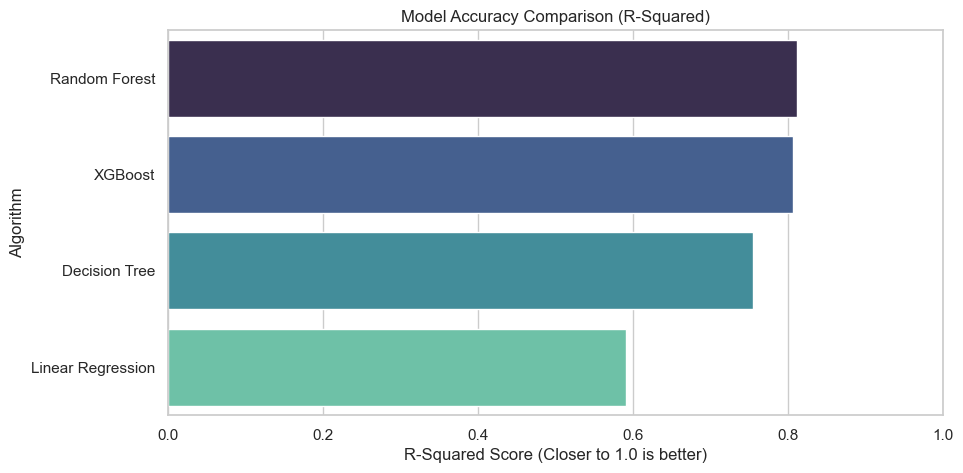 Model Accuracy Comparison (R-Squared)
Algorithm
Random Forest
XGBoost
Decision Tree
Linear Regression
0.0 0.2 0.4 0.6 0.8 1.0
R-Squared Score (Closer to 1.0 is better)